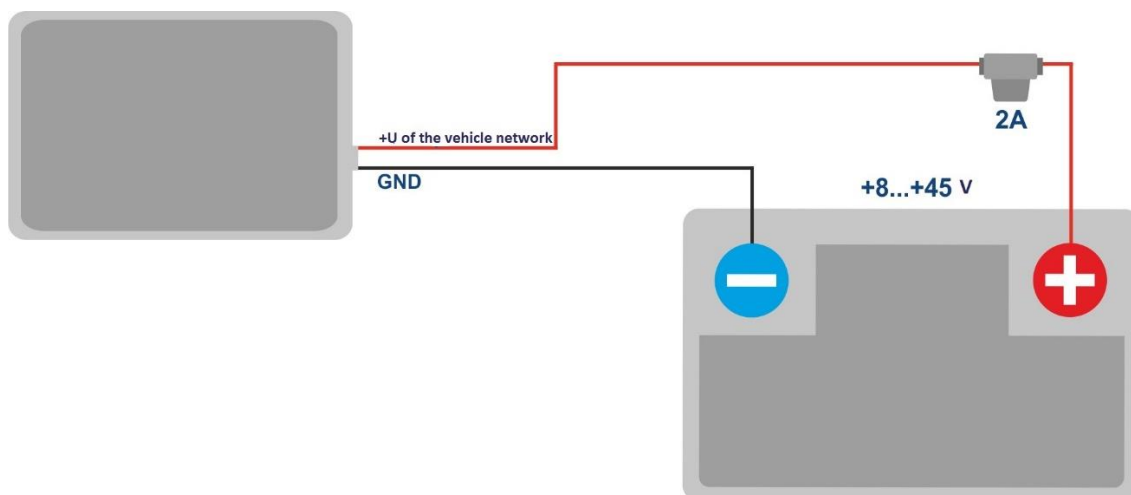 +U of the vehicle network
GND
2A
+8...+45 V